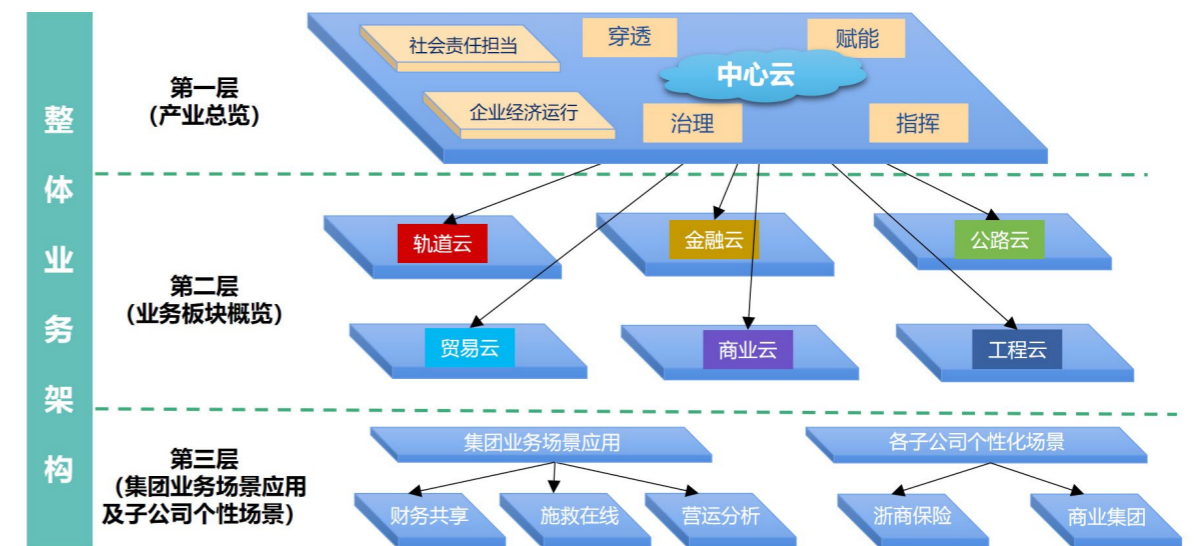 整体业务架构
第一层
（产业总览）
社会责任担当
穿透
赋能
中心云
企业经济运行
治理
指挥
第二层
（业务板块概览）
轨道云
金融云
公路云
贸易云
商业云
工程云
第三层
（集团业务场景应用
及子公司个性场景）
集团业务场景应用
各子公司个性化场景
财务共享
施救在线
营运分析
浙商保险
商业集团